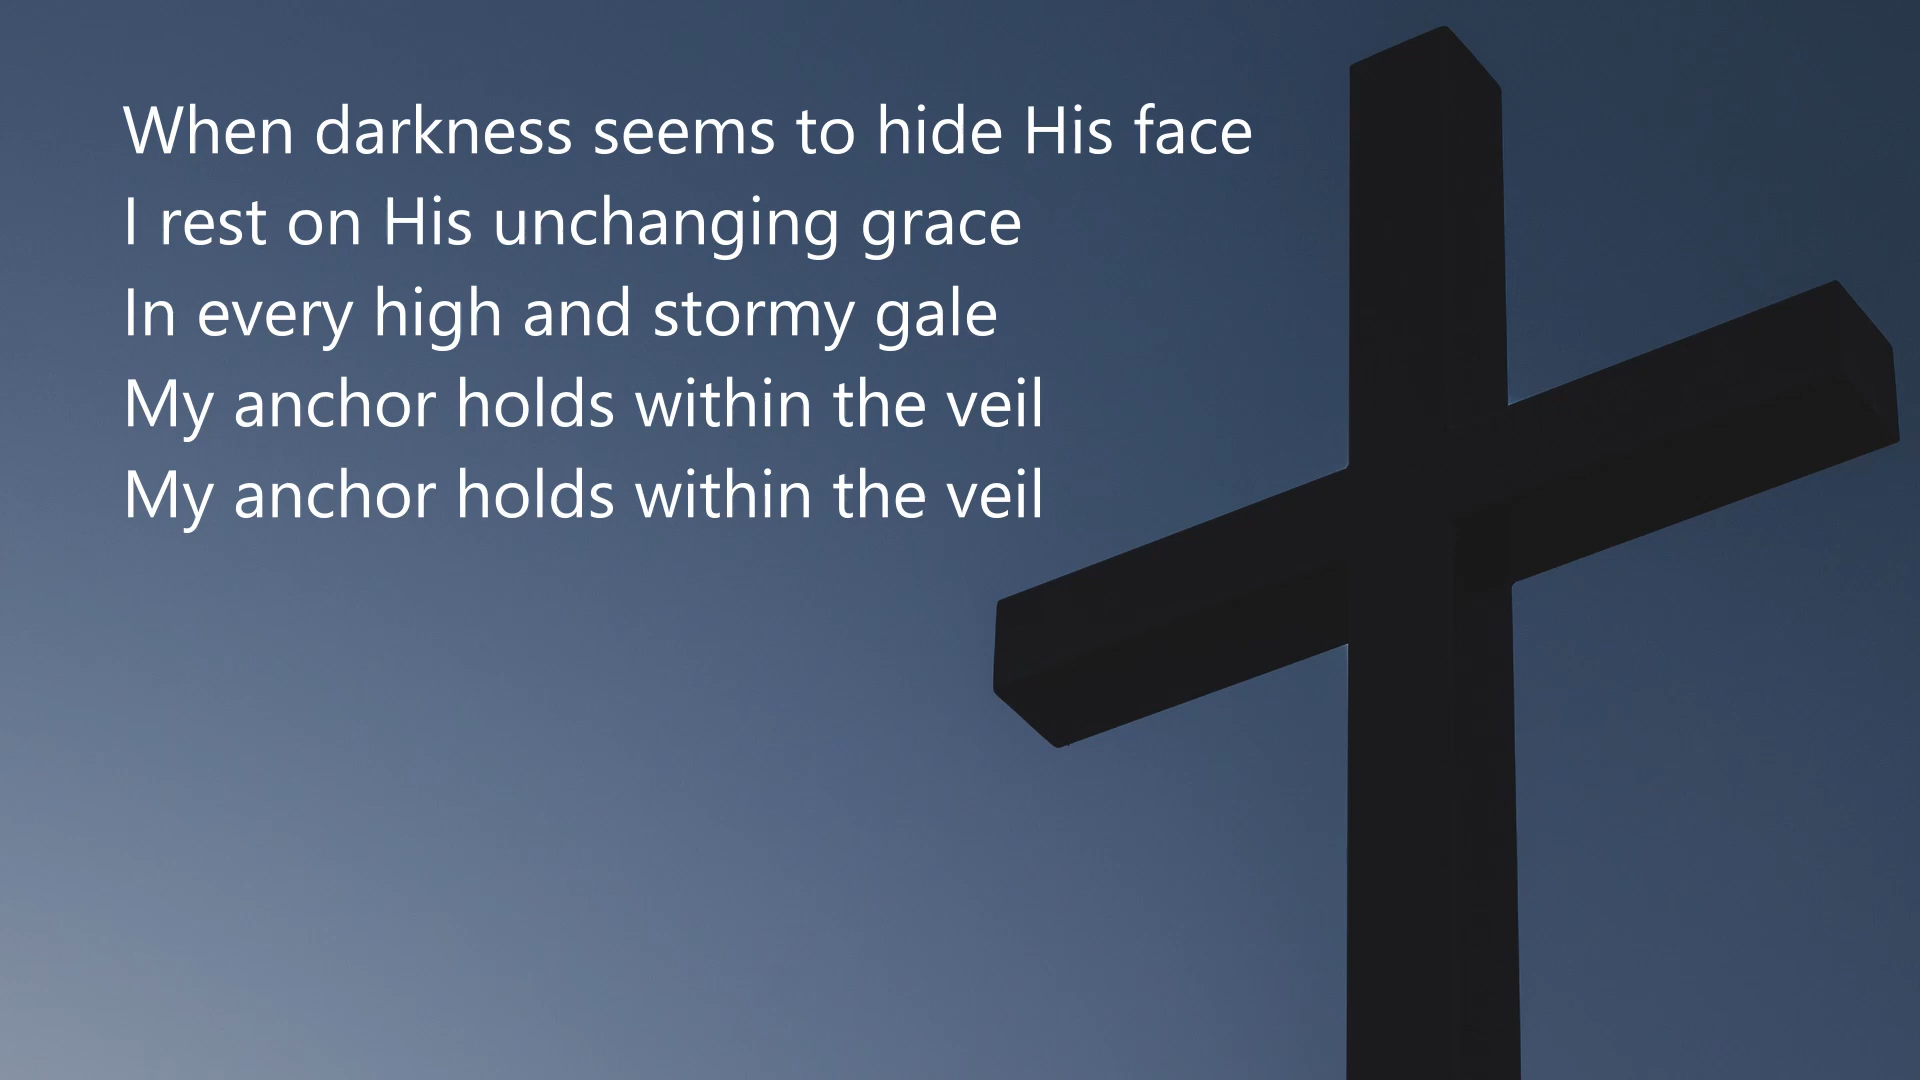 When darkness seems to hide His face
I rest on His unchanging grace
In every high and stormy gale
My anchor holds within the veil
My anchor holds within the veil